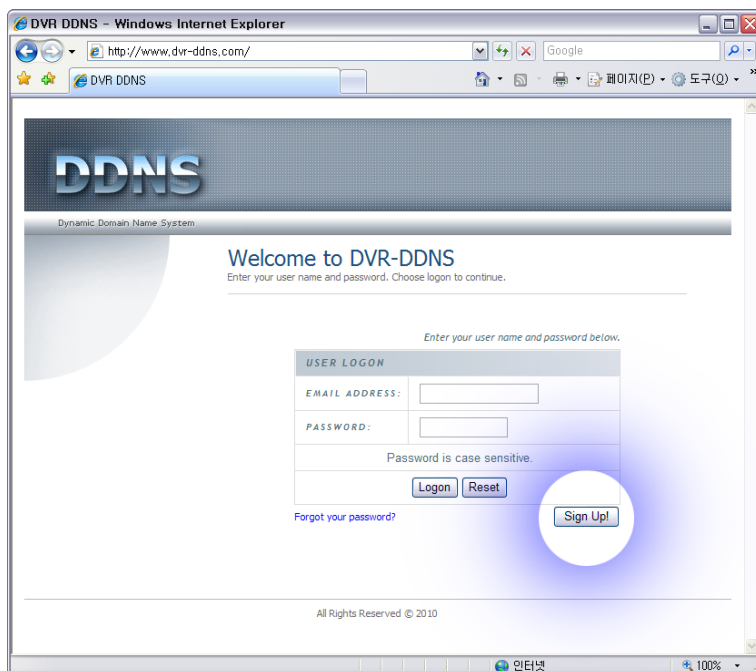 DVR DDNS - Windows Internet Explorer
http://www.dvr-ddns.com/
Google
DVR DDNS
페이지(P)
도구(O)
»
DDNS
Dynamic Domain Name System
Welcome to DVR-DDNS
Enter your user name and password. Choose logon to continue.
Enter your user name and password below.
USER LOGON
EMAIL ADDRESS:
PASSWORD:
Password is case sensitive.
Logon Reset
Forgot your password?
Sign Up!
All Rights Reserved © 2010
인터넷
100%